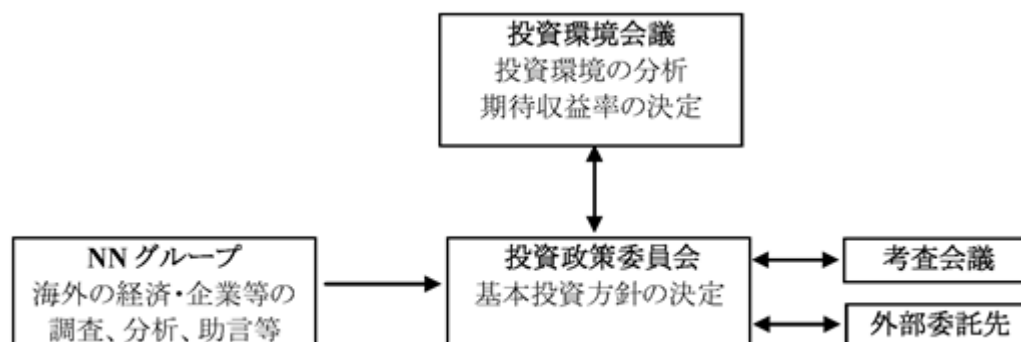 投資環境会議
投資環境の分析
期待収益率の決定
NNグループ
海外の経済・企業等の
調査、分析、助言等
投資政策委員会
基本投資方針の決定
考査会議
外部委託先